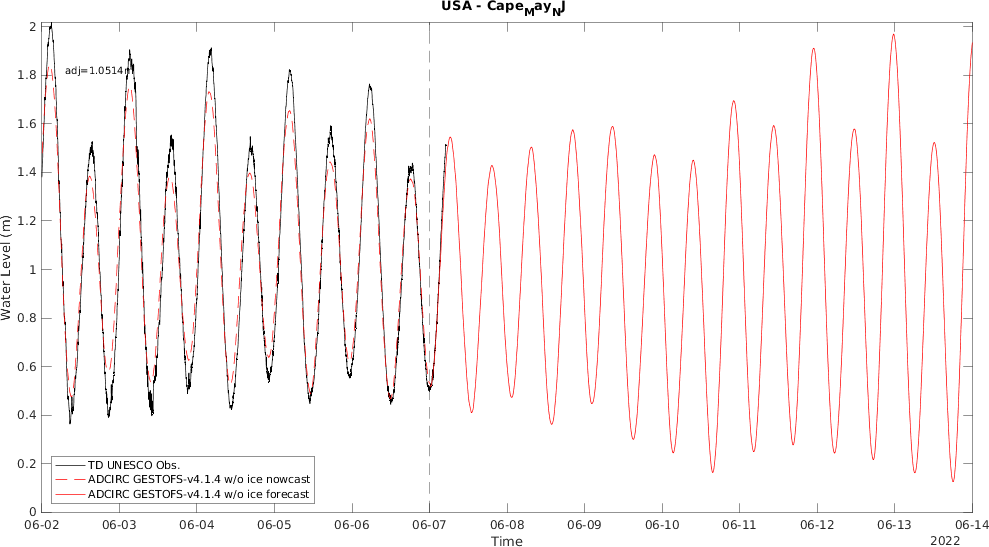 USA - Cape_May_NJ
adj=1.0514
2
1.8
1.6
1.4
1.2
1
0.8
0.6
0.4
0.2
0
Water Level (m)
TD UNESCO Obs.
ADCIRC GESTOFS-v4.1.4 w/o ice nowcast
ADCIRC GESTOFS-v4.1.4 w/o ice forecast
06-02 06-03 06-04 06-05 06-06 06-07 06-08 06-09 06-10 06-11 06-12 06-13 06-14
Time
2022